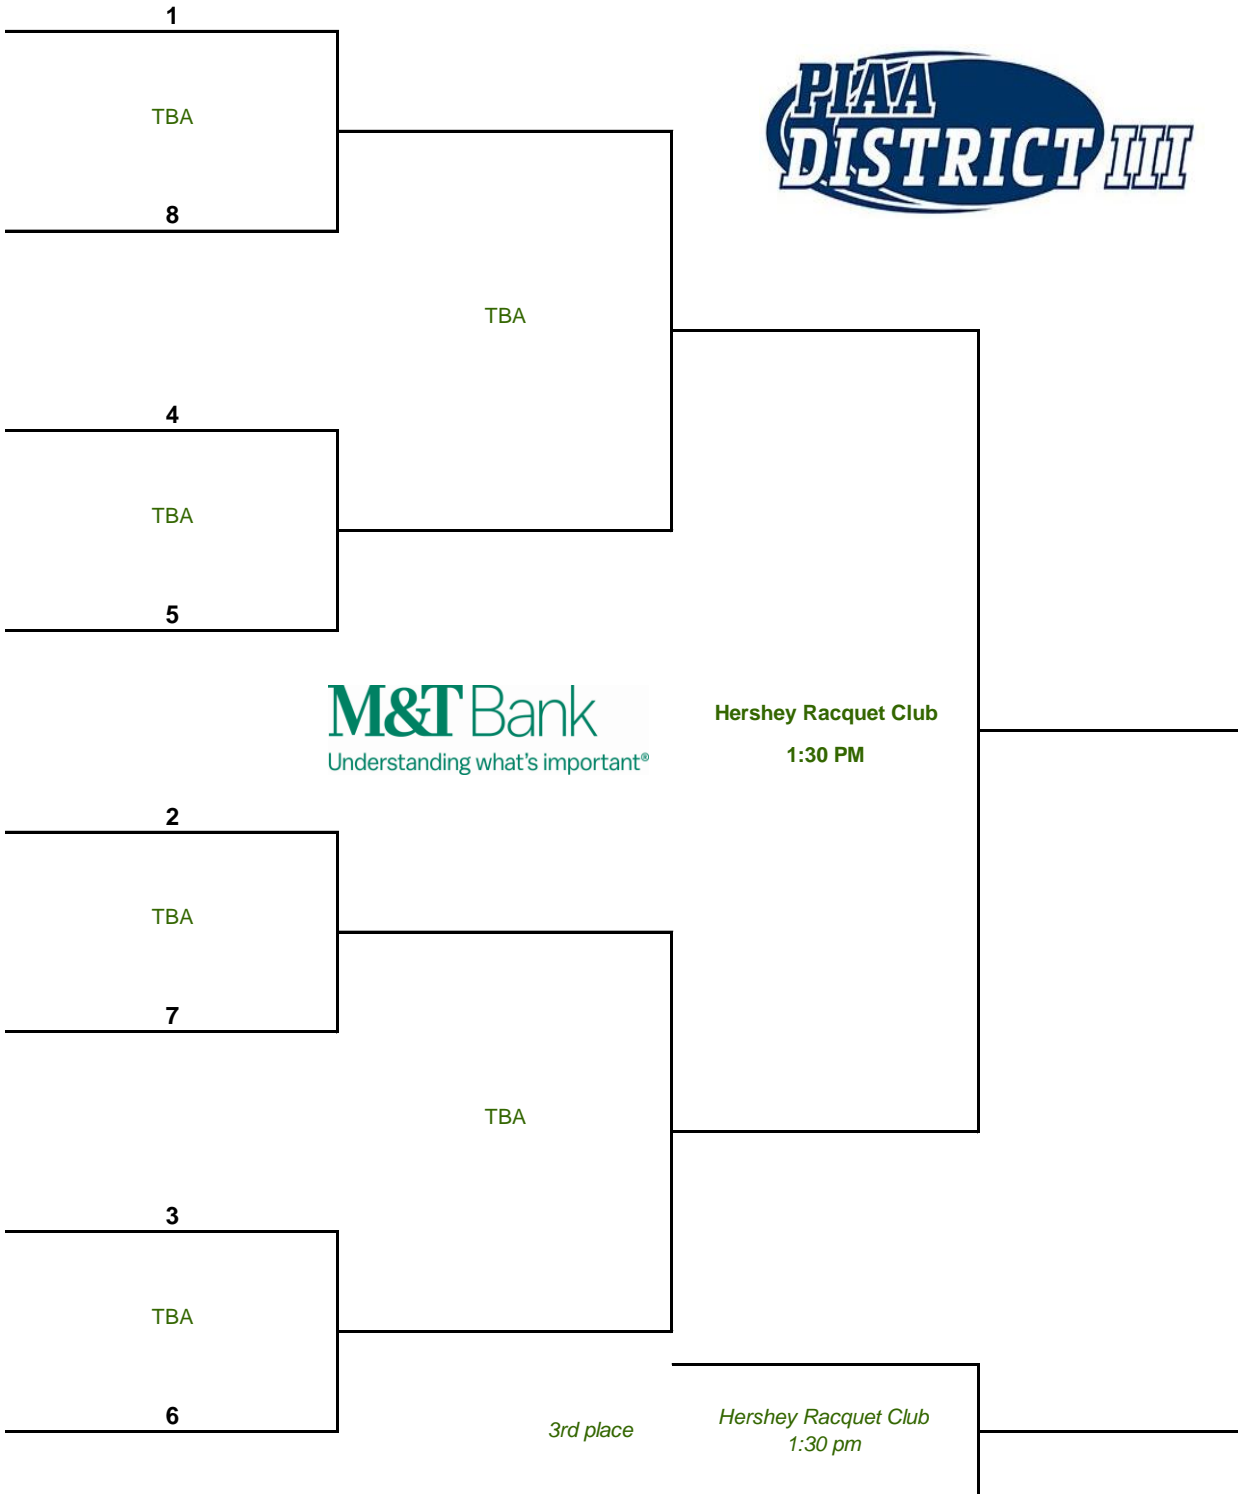 1
PIAA
DISTRICT III
TBA
8
TBA
4
TBA
5
M&T Bank
Understanding what's important®
Hershey Racquet Club
1:30 PM
2
TBA
7
TBA
3
TBA
6
3rd place
Hershey Racquet Club
1:30 pm